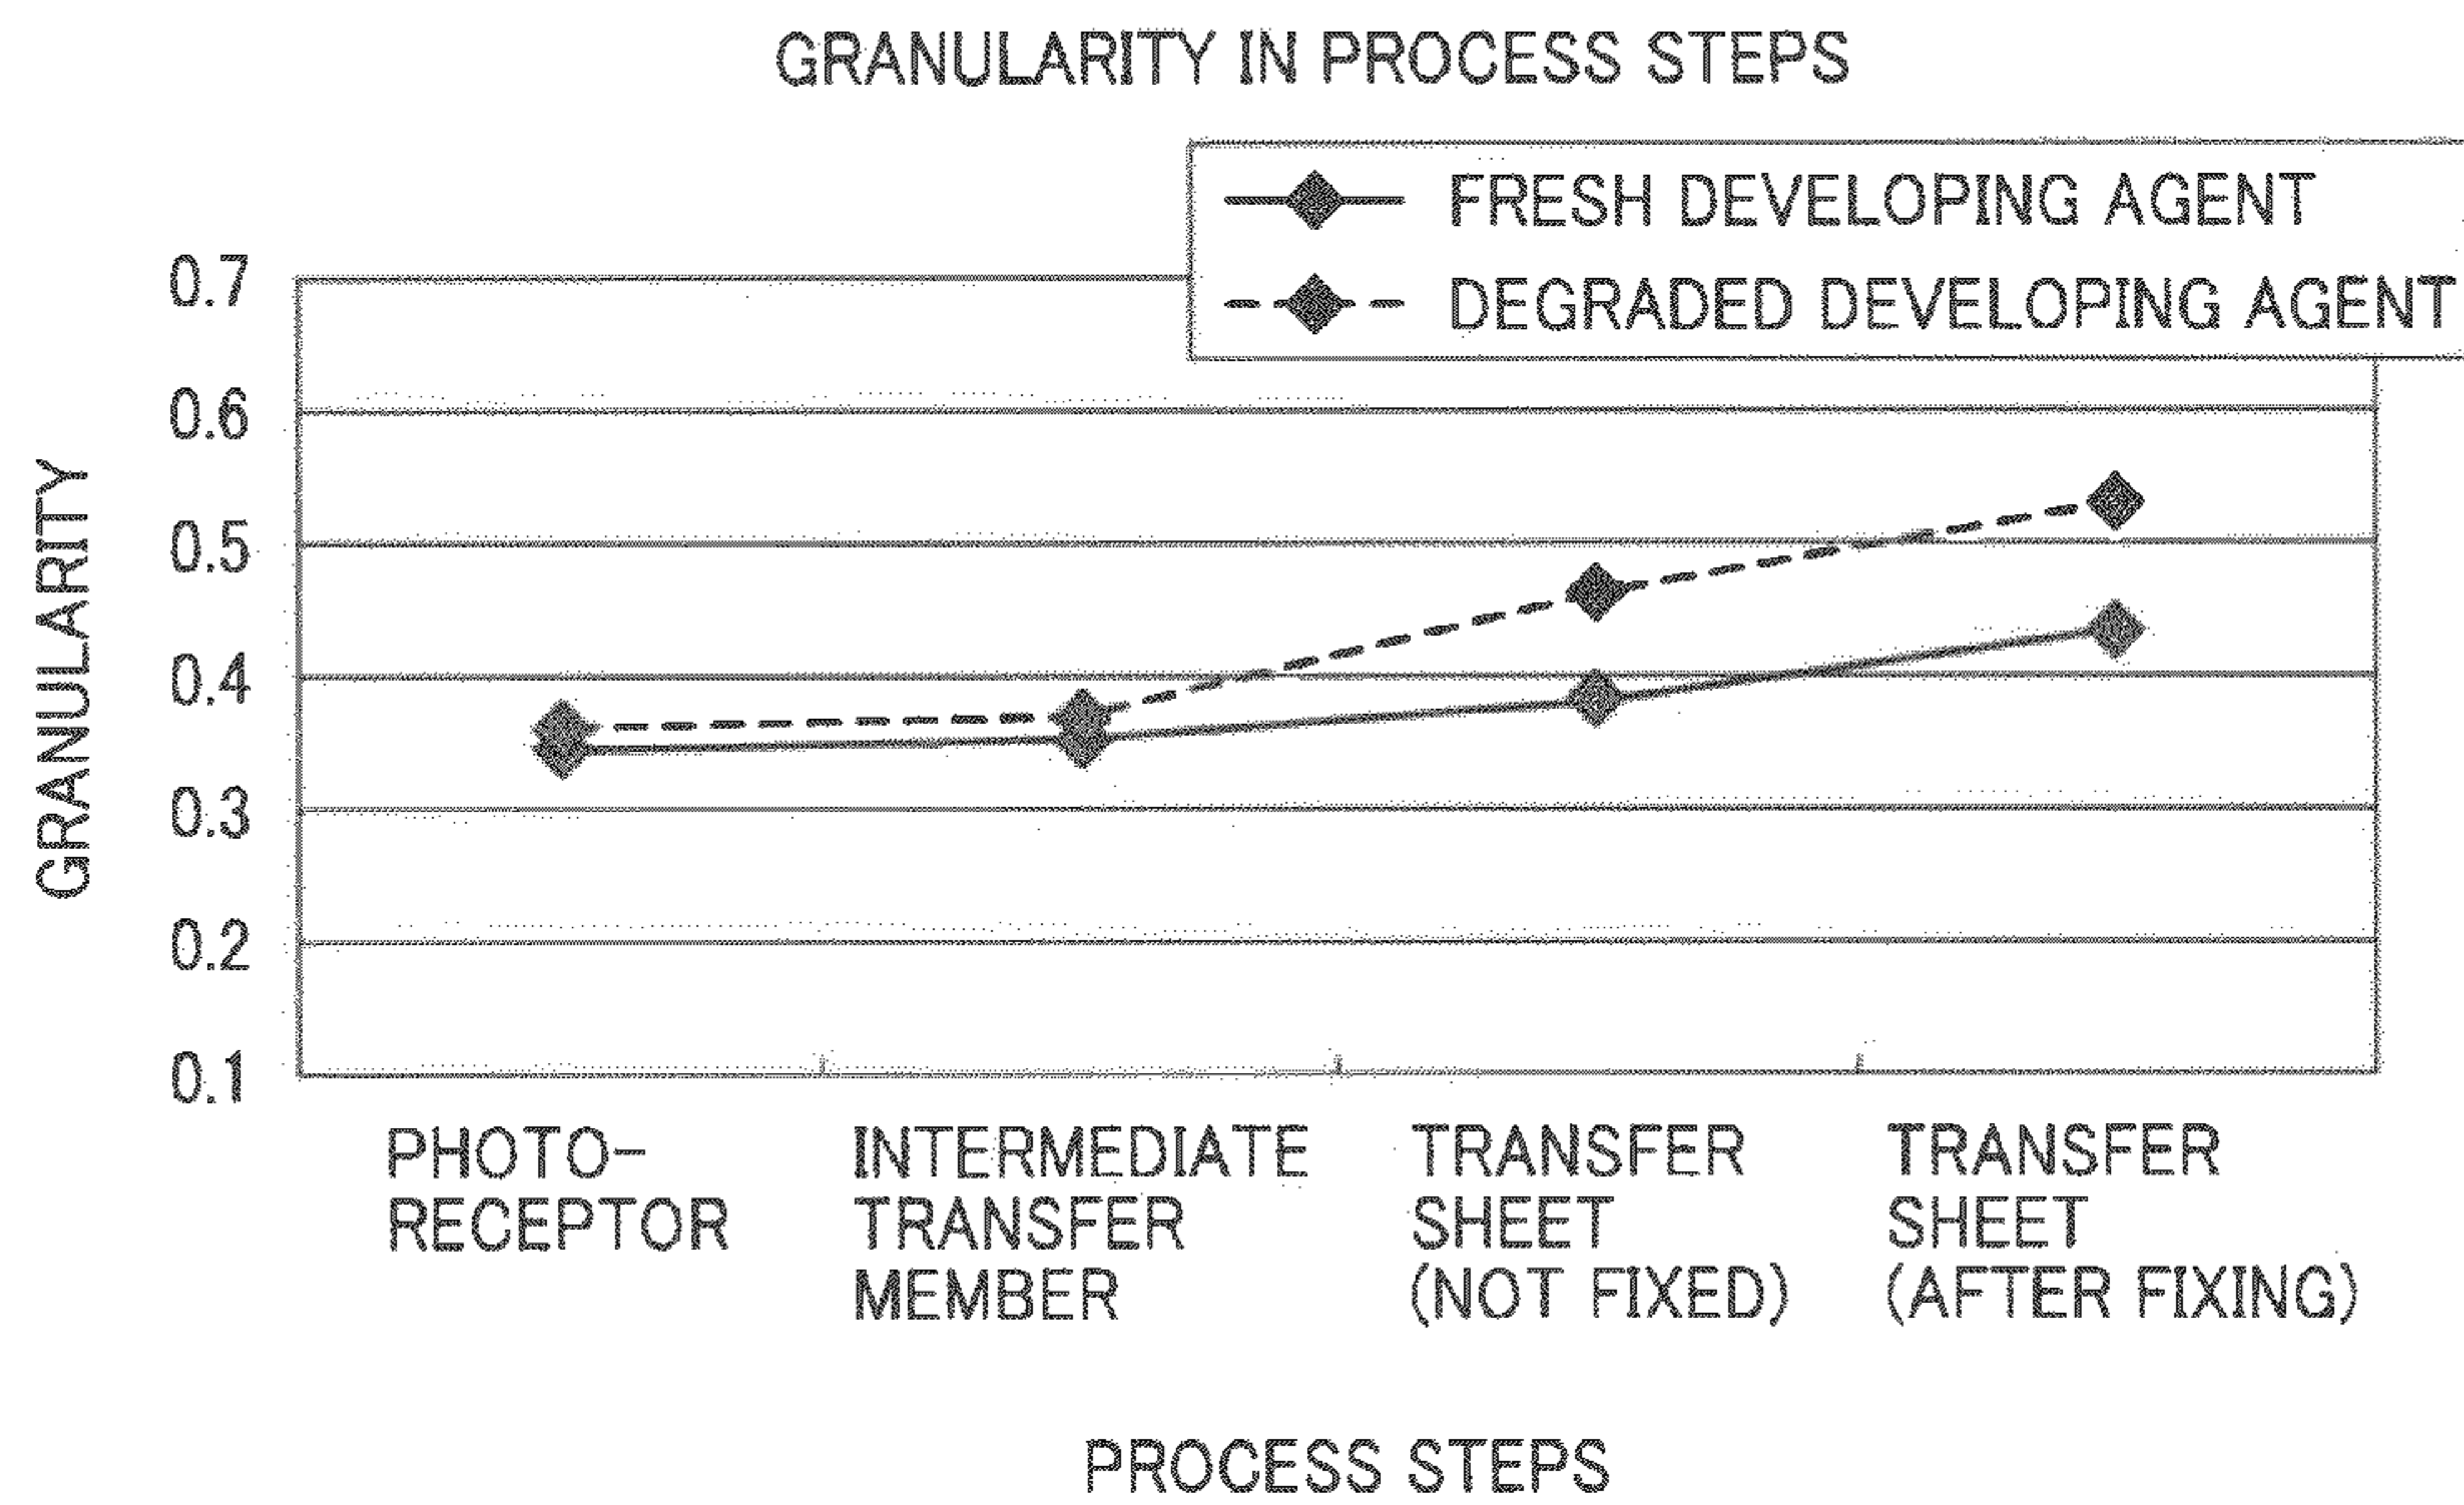 GRANULARITY IN PROCESS STEPS
FRESH DEVELOPING AGENT
DEGRADED DEVELOPING AGENT
GRANULARITY
0.7
0.6
0.5
0.4
0.3
0.2
0.1
PHOTO-
RECEPTOR
INTERMEDIATE
TRANSFER
MEMBER
TRANSFER
SHEET
(NOT FIXED)
TRANSFER
SHEET
(AFTER FIXING)
PROCESS STEPS